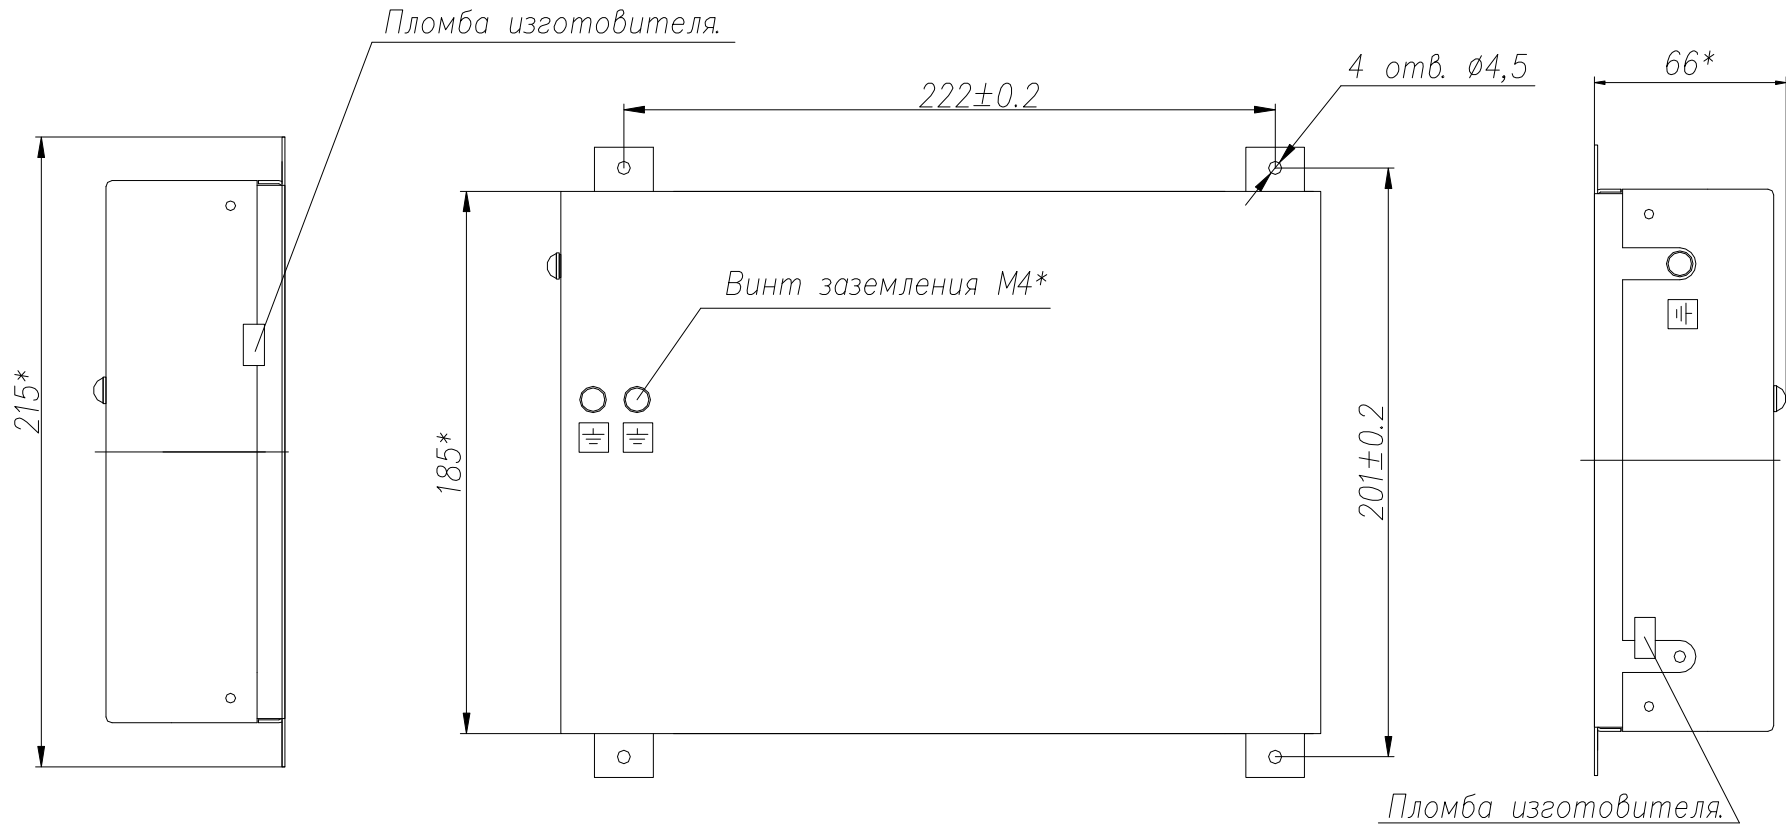 Пломба изготовителя.
4 отв. ø4,5
66*
222±0.2
Винт заземления М4*
215*
185*
201±0.2
Пломба изготовителя.